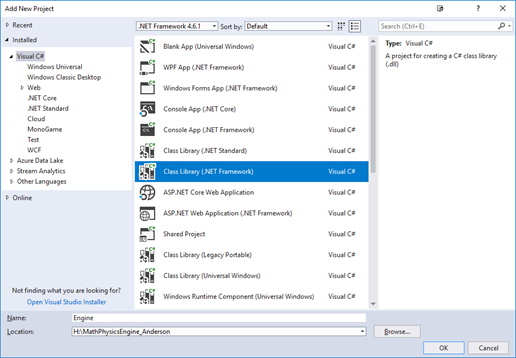 Add New Project
Recent
.NET Framework 4.6.1
Sort by: Default
Search (Ctrl+E)
Installed
Visual C#
Windows Universal
Windows Classic Desktop
Web
.NET Core
.NET Standard
Cloud
MonoGame
Test
WCF
Azure Data Lake
Stream Analytics
Other Languages
Online
Not finding what you are looking for?
Open Visual Studio Installer
Blank App (Universal Windows) Visual C#
WPF App (.NET Framework) Visual C#
Windows Forms App (.NET Framework) Visual C#
Console App (.NET Core) Visual C#
Console App (.NET Framework) Visual C#
Class Library (.NET Standard) Visual C#
Class Library (.NET Framework) Visual C#
ASP.NET Core Web Application Visual C#
ASP.NET Web Application (.NET Framework) Visual C#
Shared Project Visual C#
Class Library (Legacy Portable) Visual C#
Class Library (Universal Windows) Visual C#
Windows Runtime Component (Universal Windows) Visual C#
Type: Visual C#
A project for creating a C# class library
(.dll)
Name: Engine
Location: H:\MathPhysicsEngine_Anderson
Browse...
OK Cancel